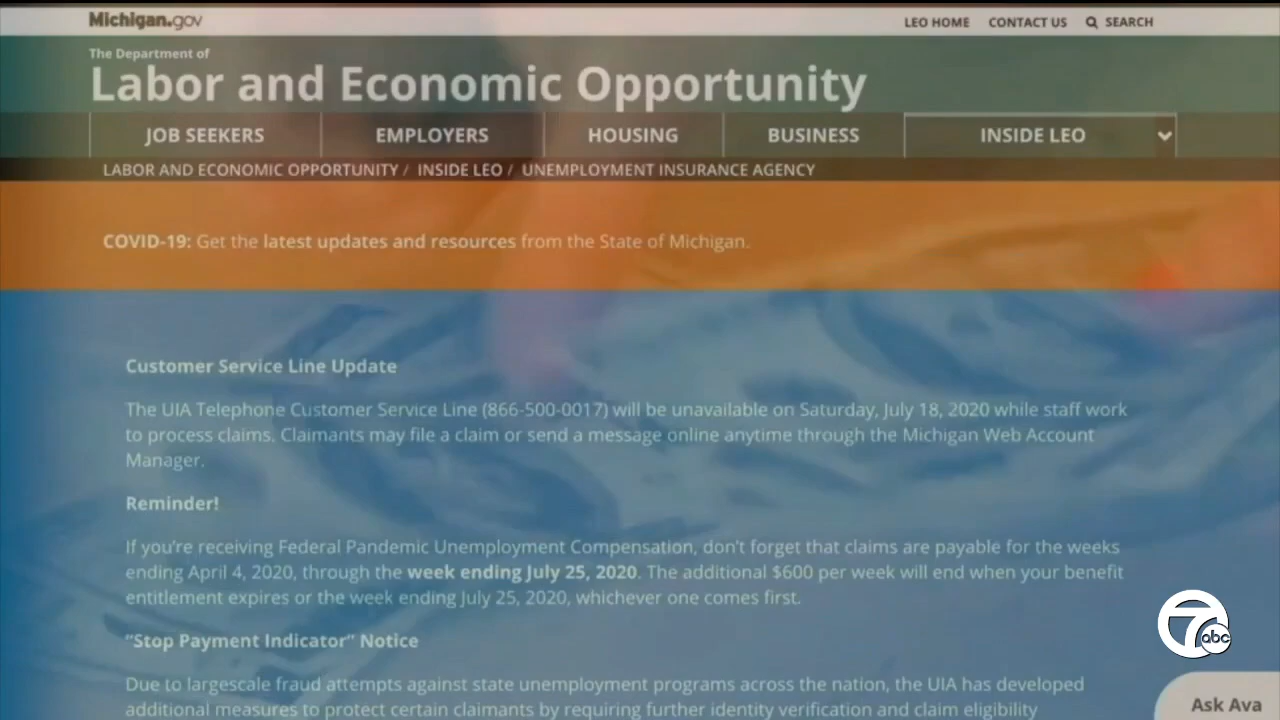 Michigan.gov
LEO HOME CONTACT US SEARCH
The Department of
Labor and Economic Opportunity
JOB SEEKERS EMPLOYERS HOUSING BUSINESS INSIDE LEO
LABOR AND ECONOMIC OPPORTUNITY / INSIDE LEO / UNEMPLOYMENT INSURANCE AGENCY
COVID-19: Get the latest updates and resources from the State of Michigan.
Customer Service Line Update
The UIA Telephone Customer Service Line (866-500-0017) will be unavailable on Saturday, July 18, 2020 while staff work
to process claims. Claimants may file a claim or send a message online anytime through the Michigan Web Account
Manager.
Reminder!
If you're receiving Federal Pandemic Unemployment Compensation, don't forget that claims are payable for the weeks
ending April 4, 2020, through the week ending July 25, 2020. The additional $600 per week will end when your benefit
entitlement expires or the week ending July 25, 2020, whichever one comes first.
"Stop Payment Indicator" Notice
Due to largescale fraud attempts against state unemployment programs across the nation, the UIA has developed
additional measures to protect certain claimants by requiring further identity verification and claim eligibility
7 abc
Ask Ava